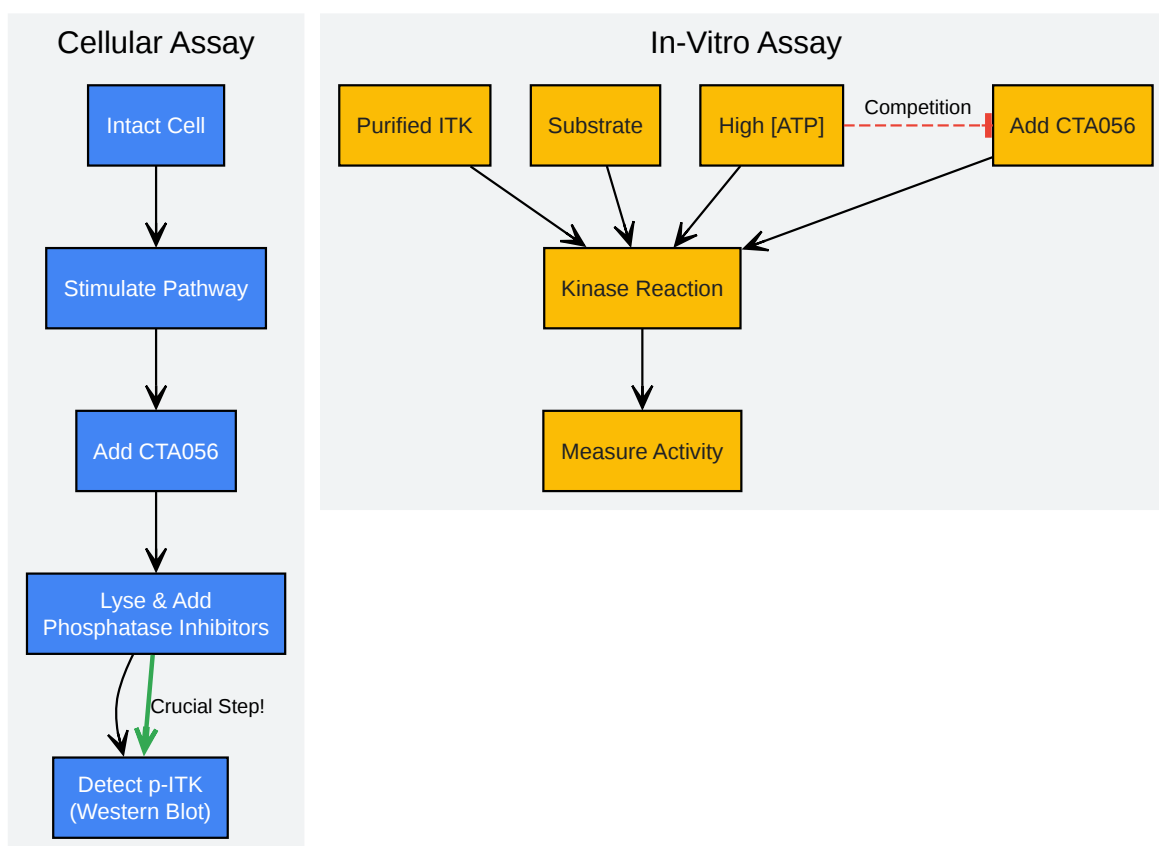 Cellular Assay
Intact Cell
Stimulate Pathway
Add CTA056
Lyse & Add
Phosphatase Inhibitors
Crucial Step!
Detect p-ITK
(Western Blot)
In-Vitro Assay
Purified ITK
Substrate
High [ATP]
Competition
Add CTA056
Kinase Reaction
Measure Activity